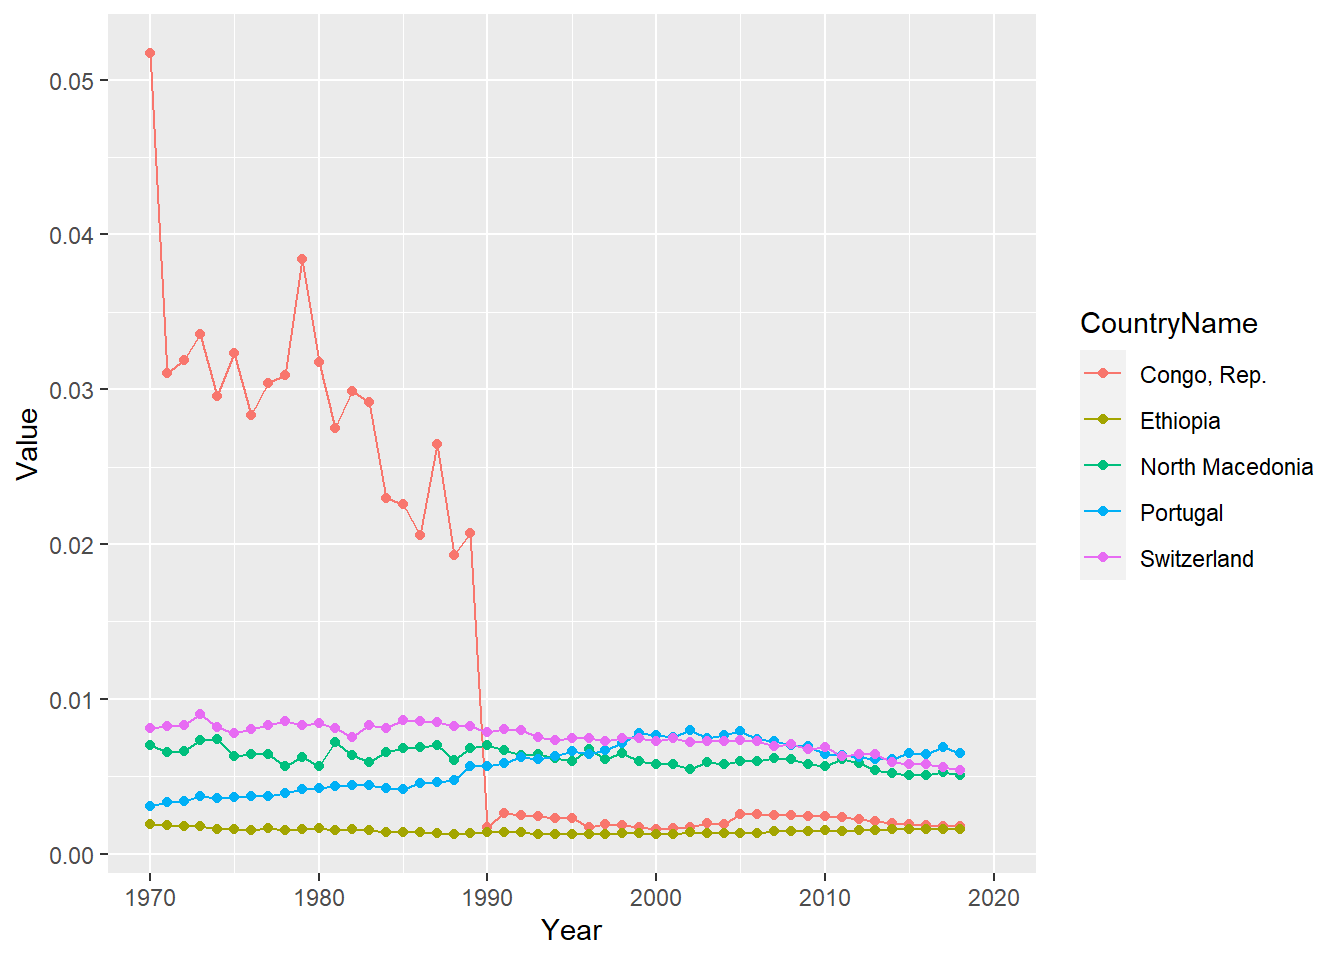 0.05
0.04
0.03
0.02
0.01
0.00
Value
1970 1980 1990 2000 2010 2020
Year
CountryName
Congo, Rep.
Ethiopia
North Macedonia
Portugal
Switzerland